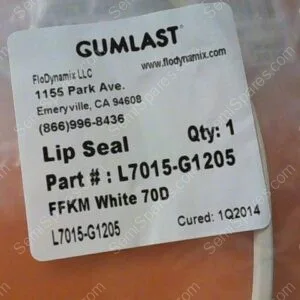 GUMLAST®
FloDynamix LLC
www.flodynamix.com
1155 Park Ave.
Emeryville, CA 94608
(866)996-8436
Lip Seal
Qty: 1
Part # : L7015-G1205
FFKM White 70D
L7015-G1205
Cured: 1Q2014